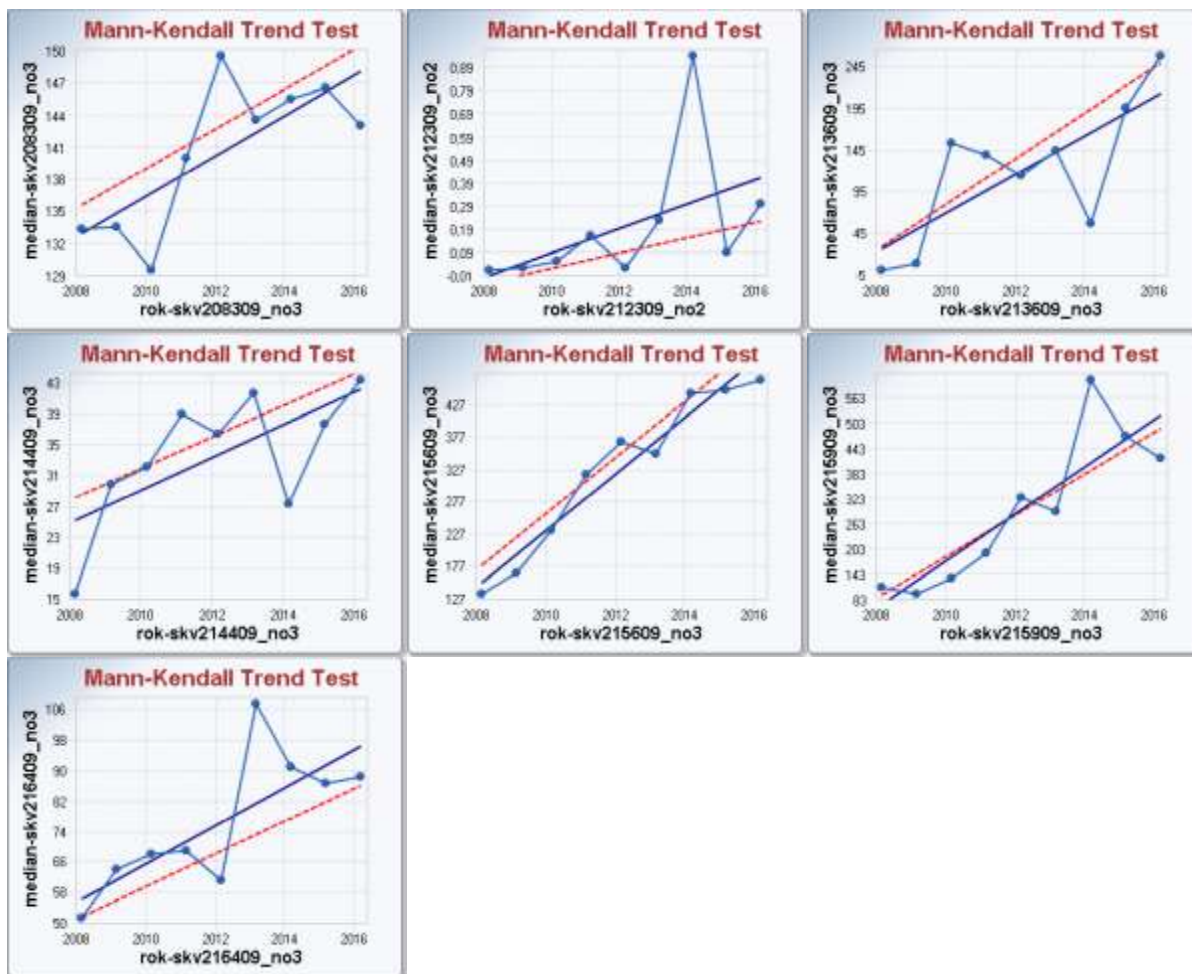 Mann-Kendall Trend Test
median-skv208309_no3
150
147
144
141
138
135
132
129
2008 2010 2012 2014 2016
rok-skv208309_no3
Mann-Kendall Trend Test
median-skv212309_no2
0,89
0,79
0,69
0,59
0,49
0,39
0,29
0,19
0,09
-0,01
2008 2010 2012 2014 2016
rok-skv212309_no2
Mann-Kendall Trend Test
median-skv213609_no3
245
195
145
95
45
5
2008 2010 2012 2014 2016
rok-skv213609_no3
Mann-Kendall Trend Test
median-skv214409_no3
43
39
35
31
27
23
19
15
2008 2010 2012 2014 2016
rok-skv214409_no3
Mann-Kendall Trend Test
median-skv215609_no3
427
377
327
277
227
177
127
2008 2010 2012 2014 2016
rok-skv215609_no3
Mann-Kendall Trend Test
median-skv215909_no3
563
503
443
383
323
263
203
143
83
2008 2010 2012 2014 2016
rok-skv215909_no3
Mann-Kendall Trend Test
median-skv216409_no3
106
98
90
82
74
66
58
50
2008 2010 2012 2014 2016
rok-skv216409_no3